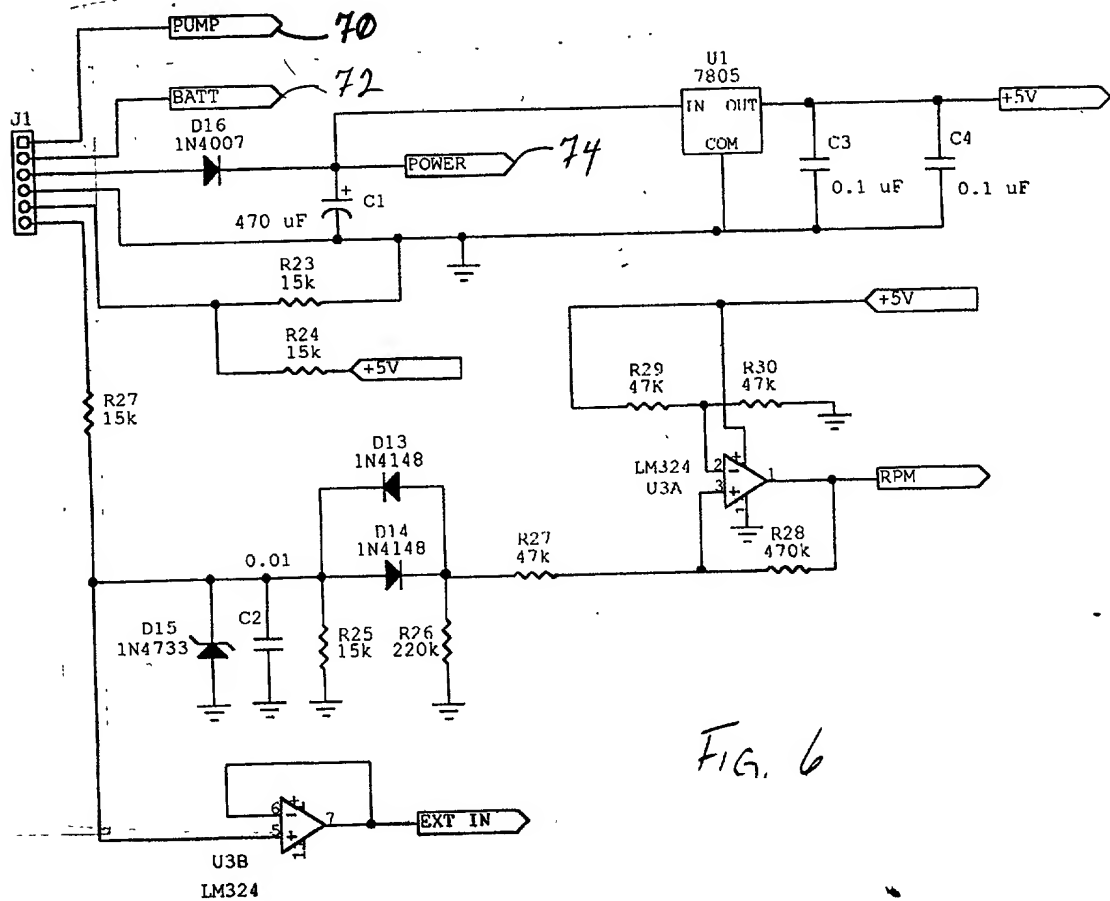 PUMP
70
BATT
72
J1
D16
1N4007
POWER
74
U1
7805
IN OUT
COM
+5V
C3
0.1 uF
C4
0.1 uF
+
C1
470 uF
R23
15k
R24
15k
+5V
+5V
R27
15k
R29
47K
R30
47k
D13
1N4148
LM324
U3A
2
3
1
RPM
D14
1N4148
R27
47k
R28
470k
0.01
C2
D15
1N4733
R25
15k
R26
220k
FIG. 6
6
5
7
EXT IN
U3B
LM324